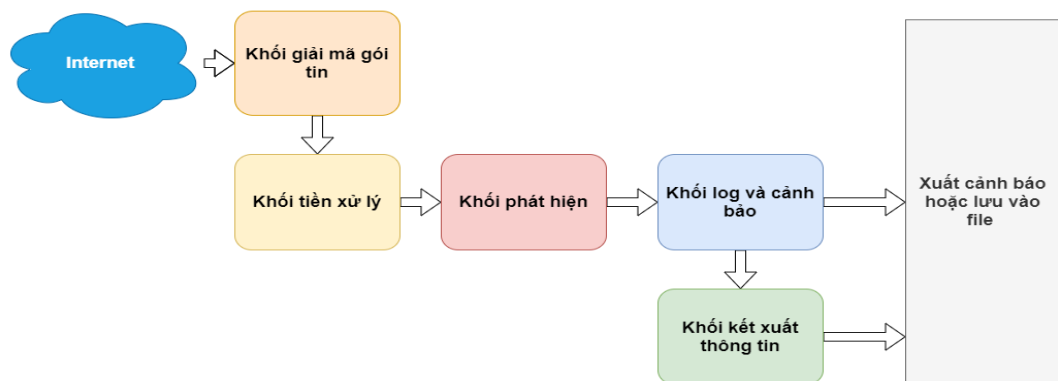 Internet
Khối giải mã gói
tin
Khối tiền xử lý
Khối phát hiện
Khối log và cảnh
bảo
Xuất cảnh báo
hoặc lưu vào
file
Khối kết xuất
thông tin